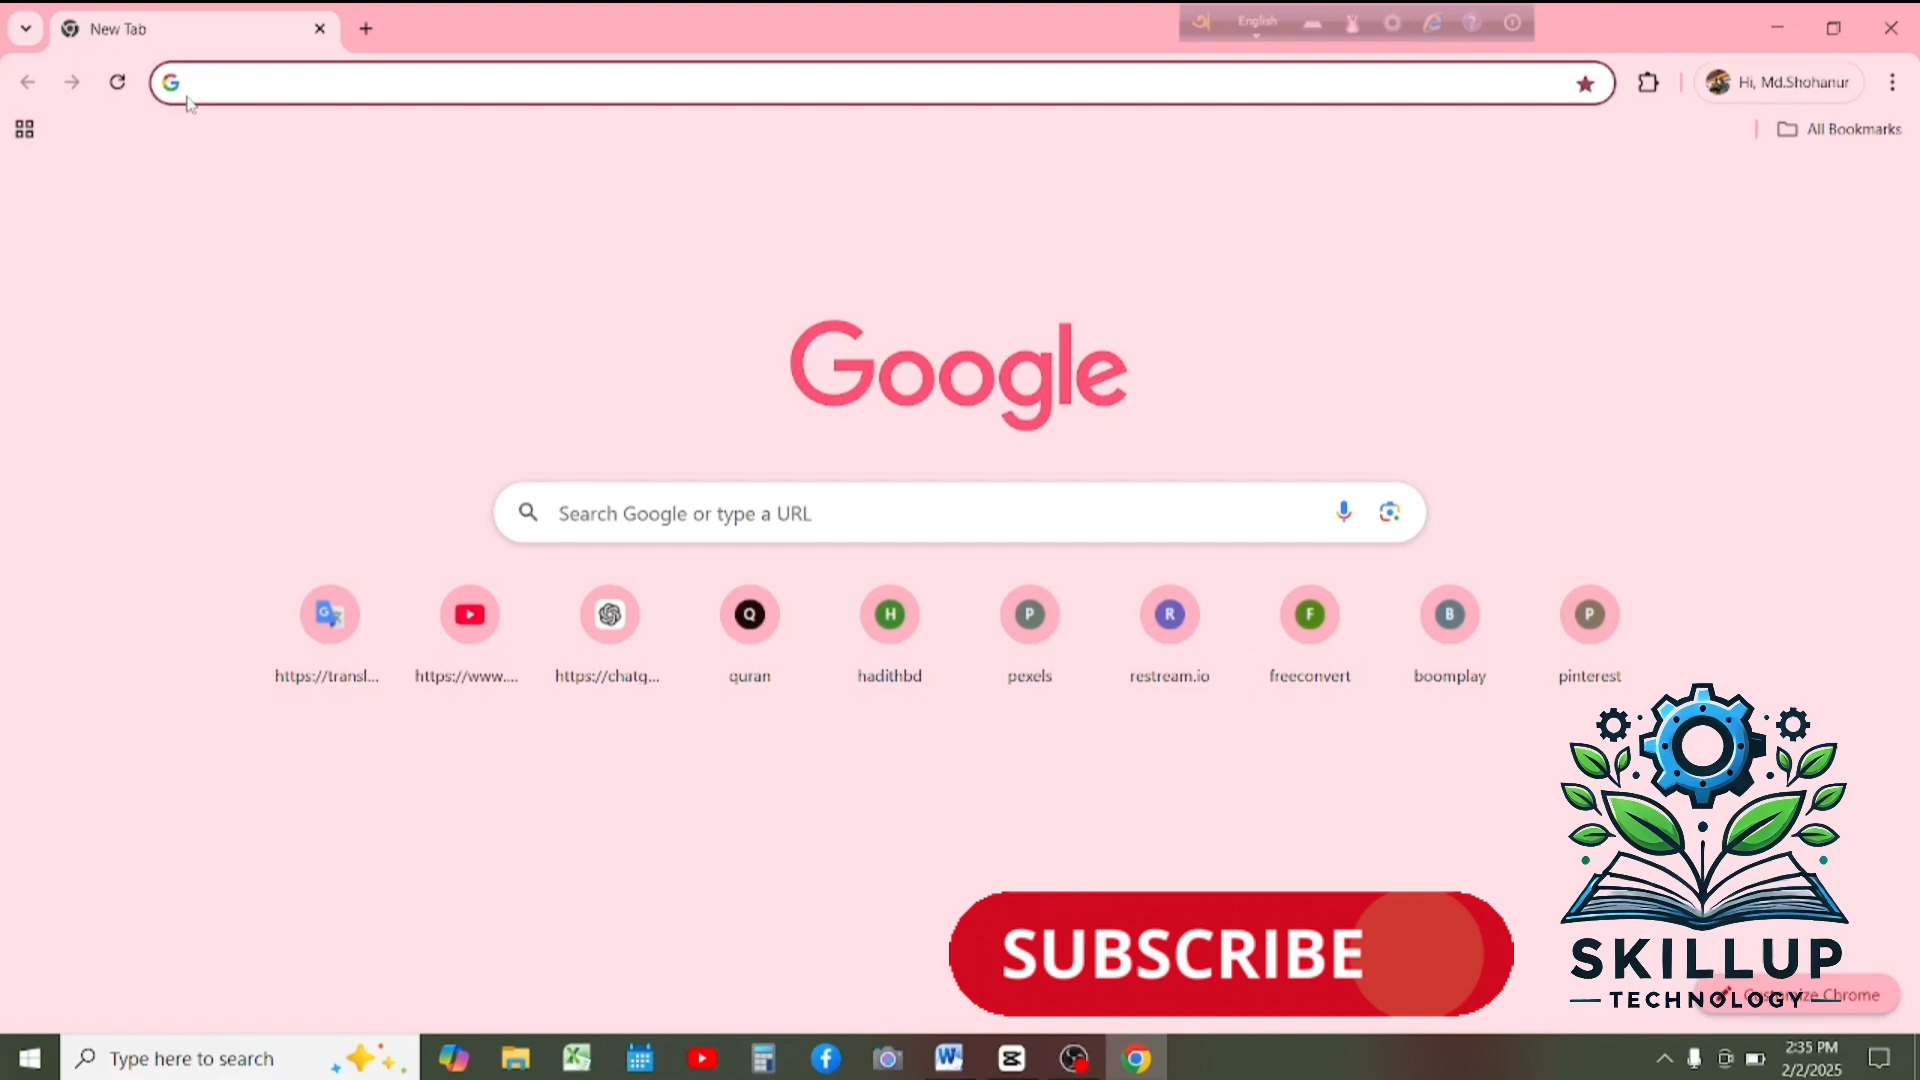 New Tab
অ English
Hi, Md.Shohanur
All Bookmarks
Google
Search Google or type a URL
https://transl...
https://www....
https://chatg...
Q
quran
H
hadithbd
P
pexels
R
restream.io
F
freeconvert
B
boomplay
P
pinterest
SUBSCRIBE
SKILLUP
TECHNOLOGY
Customize Chrome
Type here to search
2:35 PM
2/2/2025